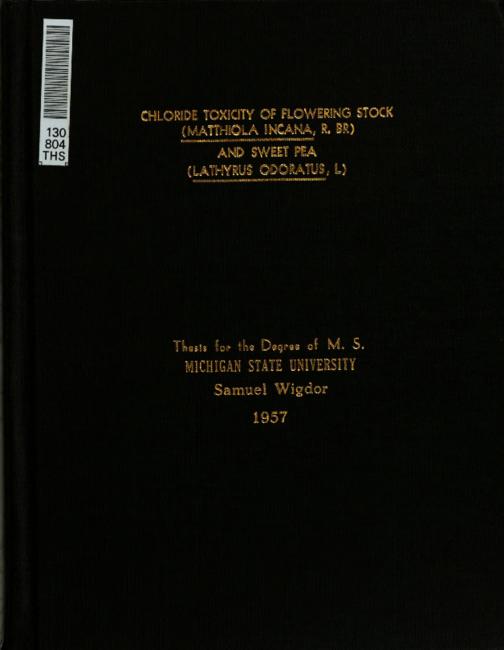 130
804
THS
CHLORIDE TOXICITY OF FLOWERING STOCK
(MATTHIOLA INCANA, R. BR)
AND SWEET PEA
(LATHYRUS ODORATUS, L)
Thesis for the Degree of M. S.
MICHIGAN STATE UNIVERSITY
Samuel Wigdor
1957